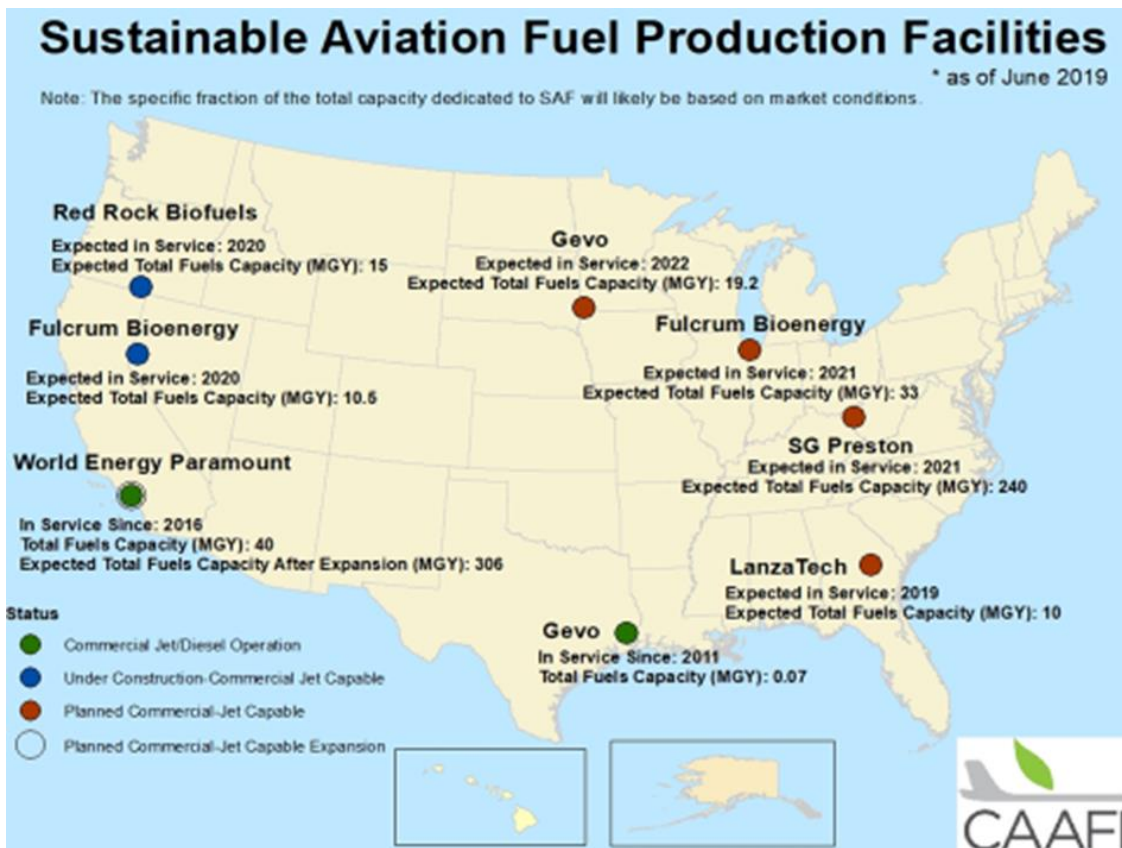 Sustainable Aviation Fuel Production Facilities
* as of June 2019
Note: The specific fraction of the total capacity dedicated to SAF will likely be based on market conditions.
Red Rock Biofuels
Expected in Service: 2020
Expected Total Fuels Capacity (MGY): 15
Gevo
Expected in Service: 2022
Expected Total Fuels Capacity (MGY): 19.2
Fulcrum Bioenergy
Expected in Service: 2020
Expected Total Fuels Capacity (MGY): 10.5
Fulcrum Bioenergy
Expected in Service: 2021
Expected Total Fuels Capacity (MGY): 33
SG Preston
Expected in Service: 2021
Expected Total Fuels Capacity (MGY): 240
World Energy Paramount
In Service Since: 2016
Total Fuels Capacity (MGY): 40
Expected Total Fuels Capacity After Expansion (MGY): 306
LanzaTech
Expected in Service: 2019
Expected Total Fuels Capacity (MGY): 10
Gevo
In Service Since: 2011
Total Fuels Capacity (MGY): 0.07
Status
Commercial Jet/Diesel Operation
Under Construction-Commercial Jet Capable
Planned Commercial-Jet Capable
Planned Commercial-Jet Capable Expansion
CAAFI